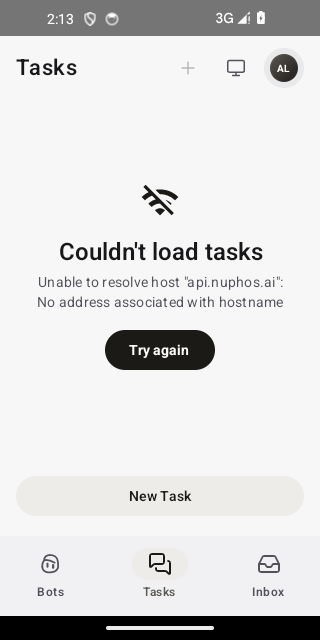 2:13
3G
Tasks
AL
Couldn't load tasks
Unable to resolve host "api.nuphos.ai":
No address associated with hostname
Try again
New Task
Bots
Tasks
Inbox